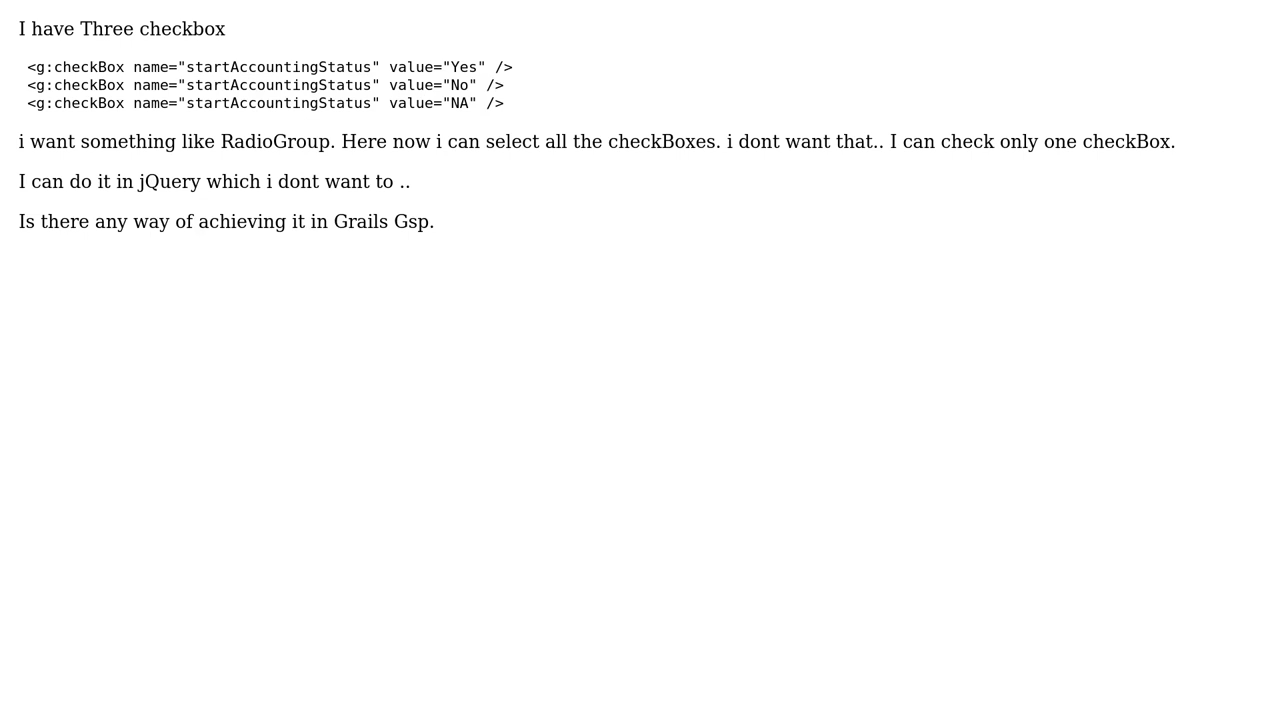 I have Three checkbox
<g:checkBox name="startAccountingStatus" value="Yes" />
<g:checkBox name="startAccountingStatus" value="No" />
<g:checkBox name="startAccountingStatus" value="NA" />
i want something like RadioGroup. Here now i can select all the checkBoxes. i dont want that.. I can check only one checkBox.
I can do it in jQuery which i dont want to ..
Is there any way of achieving it in Grails Gsp.